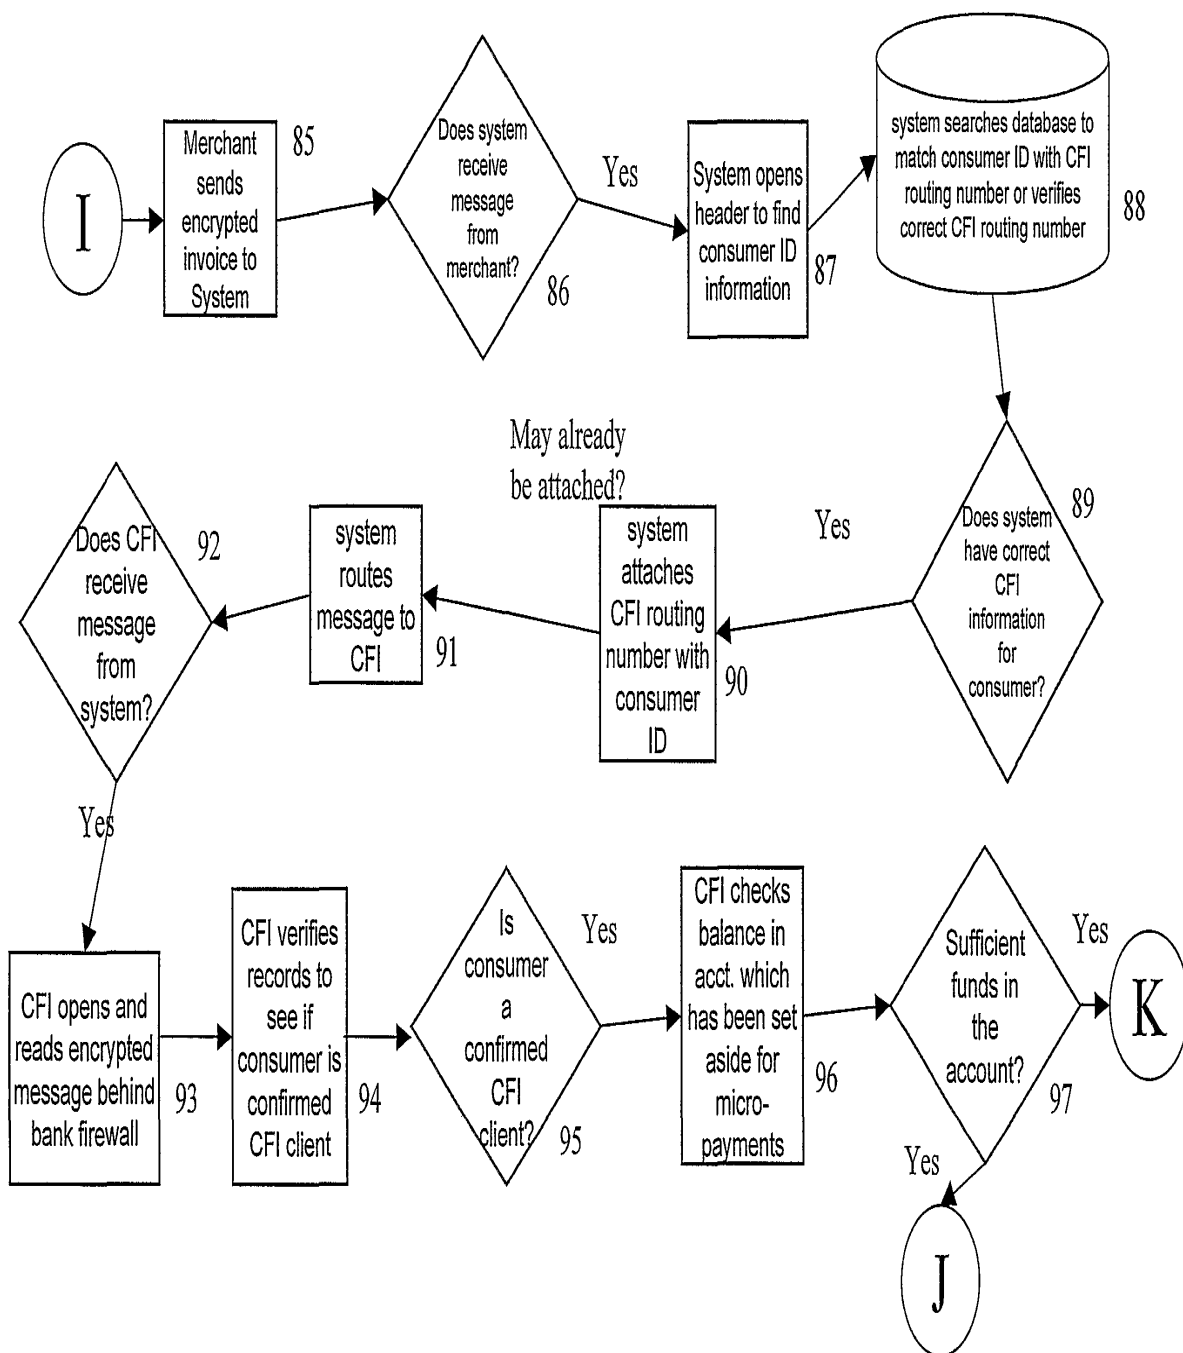 I
Merchant
sends
encrypted
invoice to
System
85
Does system
receive
message
from
merchant?
86
Yes
System opens
header to find
consumer ID
information
87
system searches database to
match consumer ID with CFI
routing number or verifies
correct CFI routing number
88
Does system
have correct
CFI
information
for
consumer?
89
Yes
May already
be attached?
system
attaches
CFI routing
number with
consumer
ID
90
system
routes
message to
CFI
91
Does CFI
receive
message
from
system?
92
Yes
CFI opens and
reads encrypted
message behind
bank firewall
93
CFI verifies
records to
see if
consumer is
confirmed
CFI client
94
Is
consumer
a
confirmed
CFI
client?
95
Yes
CFI checks
balance in
acct. which
has been set
aside for
micro-
payments
96
Sufficient
funds in
the
account?
97
Yes
K
Yes
J